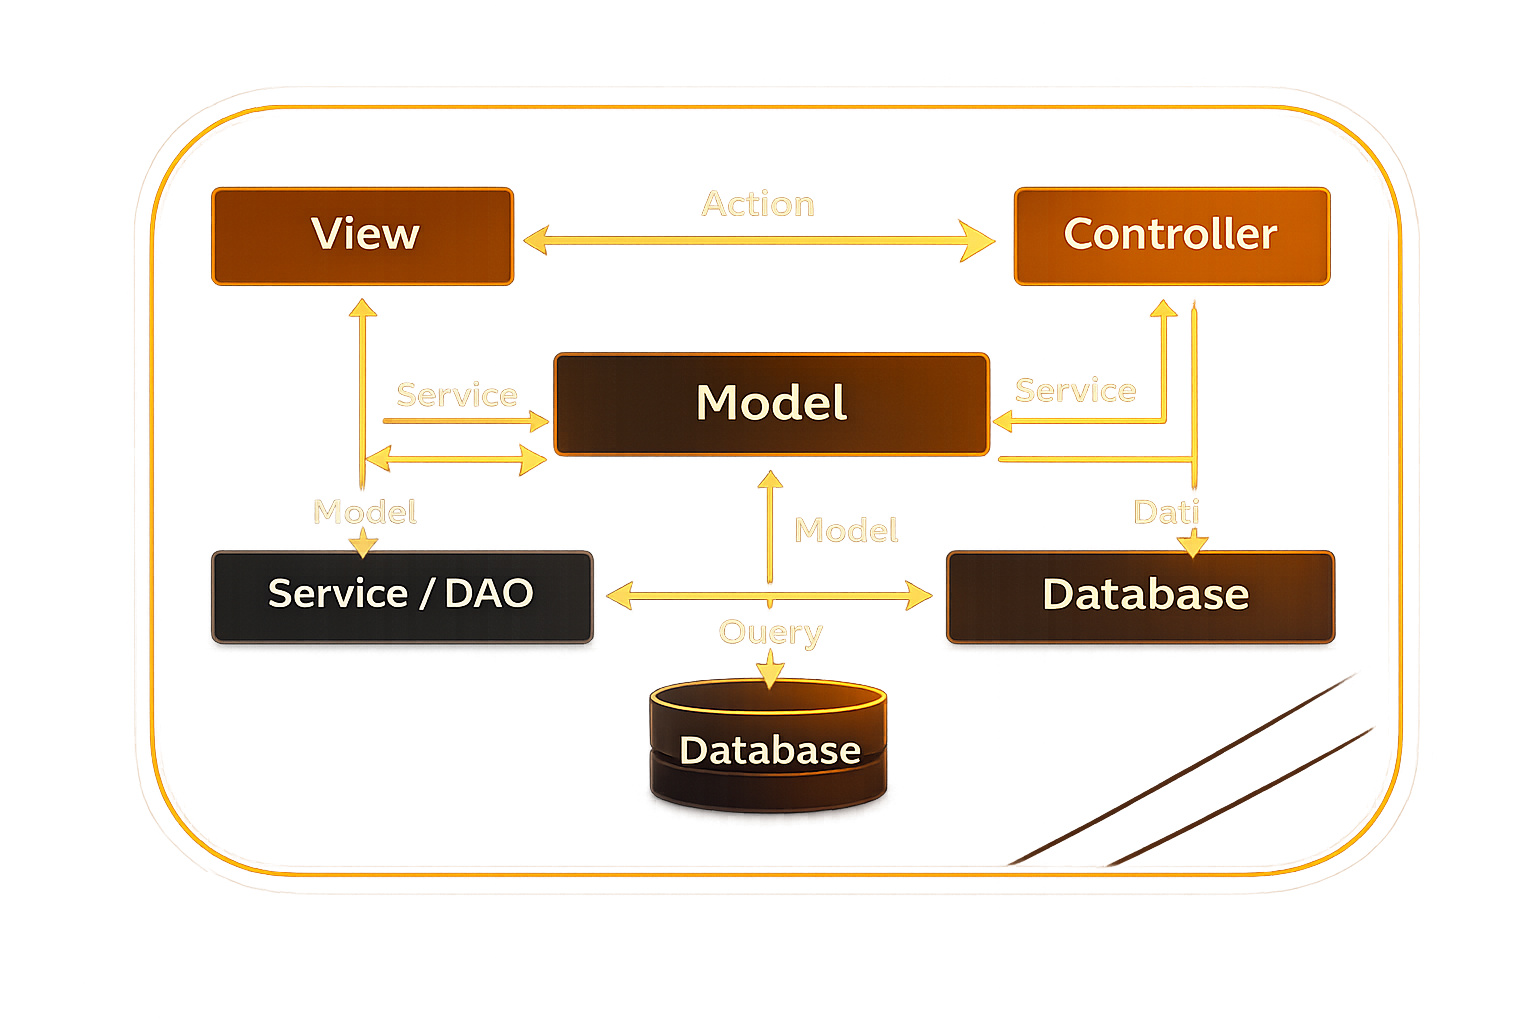 Action
View
Controller
Service
Model
Service
Model
Model
Dati
Service / DAO
Database
Ouery
Database